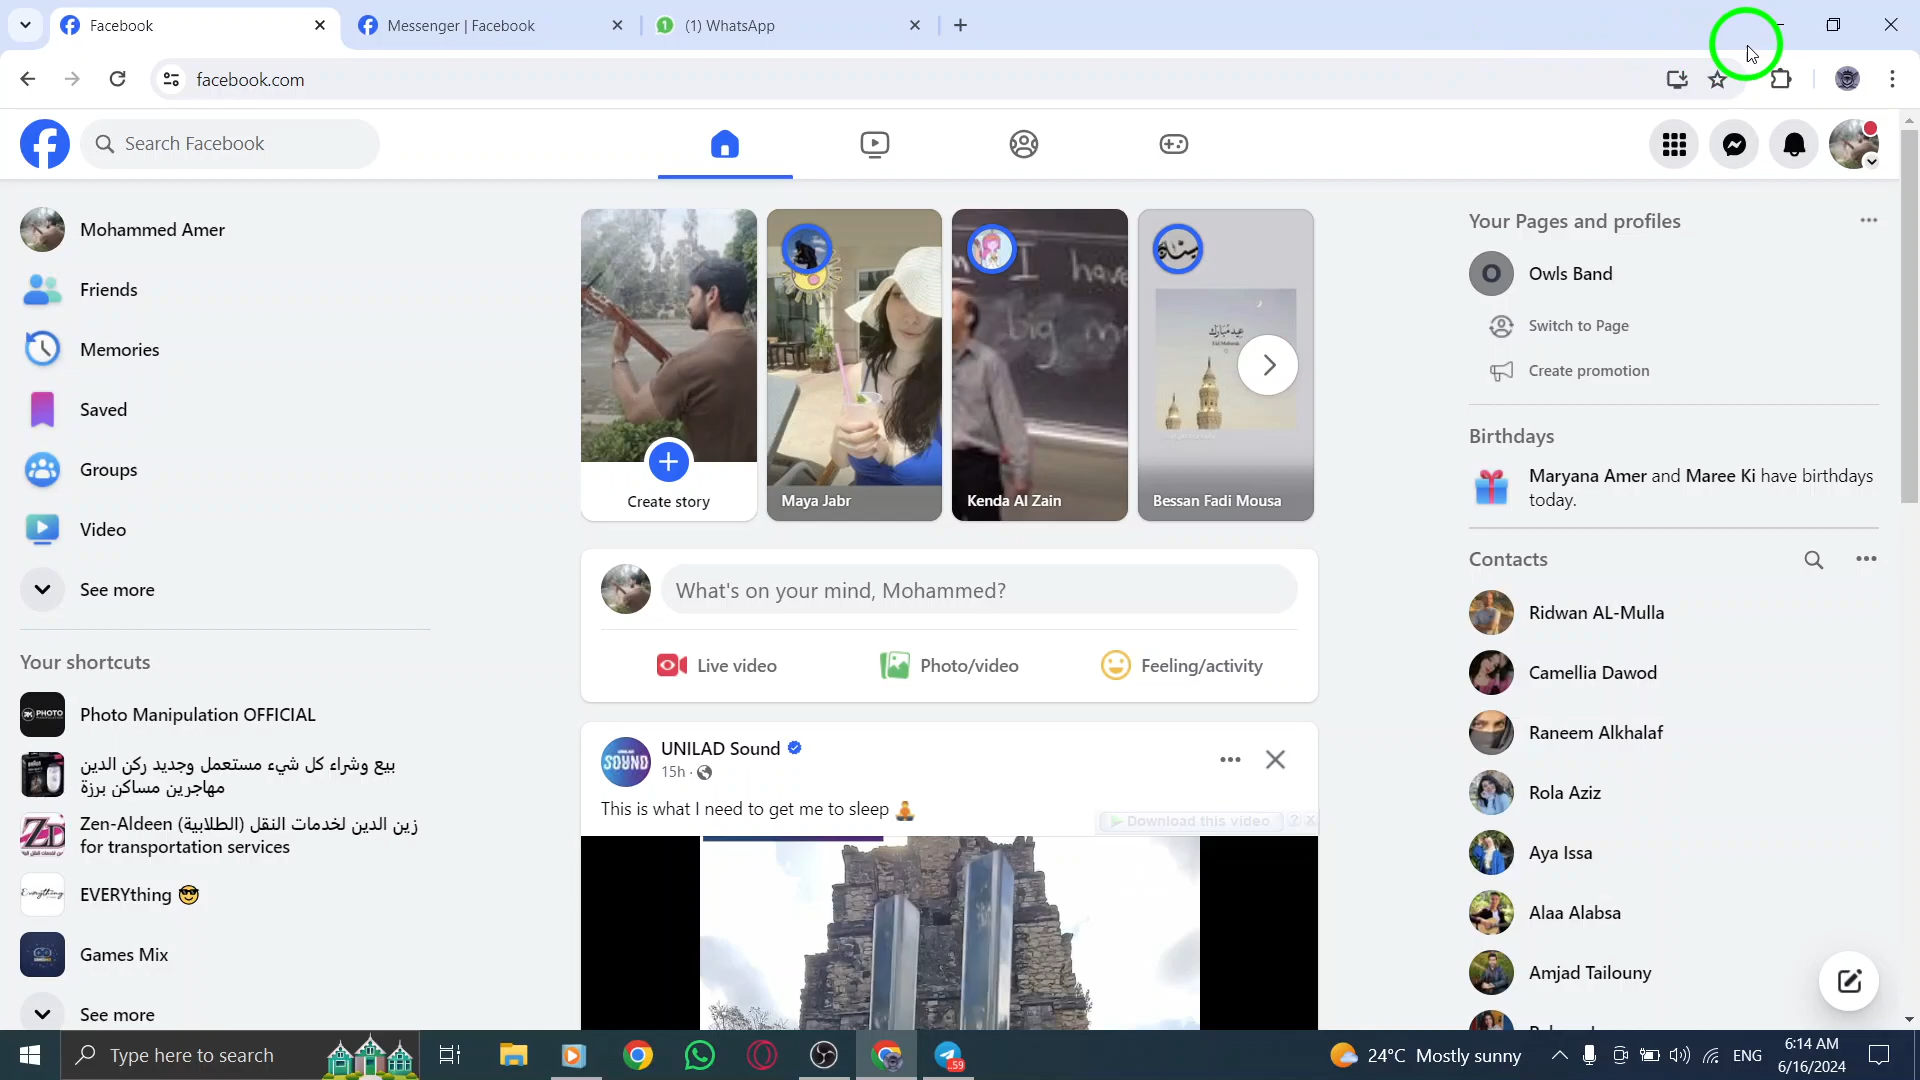 Facebook
Messenger | Facebook
(1) WhatsApp
facebook.com
Search Facebook
Mohammed Amer
Friends
Memories
Saved
Groups
Video
See more
Your shortcuts
Photo Manipulation OFFICIAL
بيع وشراء كل شيء مستعمل وجديد ركن الدين
مهاجرين مساكن برزة
زين الدين لخدمات النقل (الطلابية) Zen-Aldeen
for transportation services
EVERYthing 😎
Games Mix
See more
Create story
Maya Jabr
Kenda Al Zain
Bessan Fadi Mousa
What's on your mind, Mohammed?
Live video
Photo/video
Feeling/activity
UNILAD Sound
15h ·
This is what I need to get me to sleep 🧘
Download this video ? X
Your Pages and profiles
O
Owls Band
Switch to Page
Create promotion
Birthdays
Maryana Amer and Maree Ki have birthdays
today.
Contacts
Ridwan AL-Mulla
Camellia Dawod
Raneem Alkhalaf
Rola Aziz
Aya Issa
Alaa Alabsa
Amjad Tailouny
Type here to search
59
24°C Mostly sunny
ENG
6:14 AM
6/16/2024